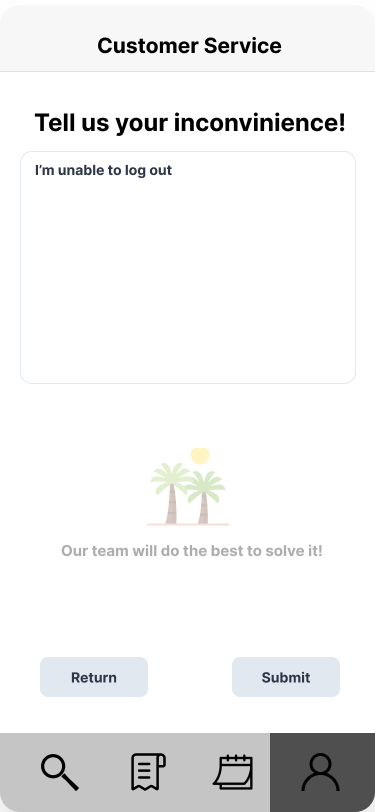 Customer Service
Tell us your inconvinience!
I’m unable to log out
Our team will do the best to solve it!
Return
Submit